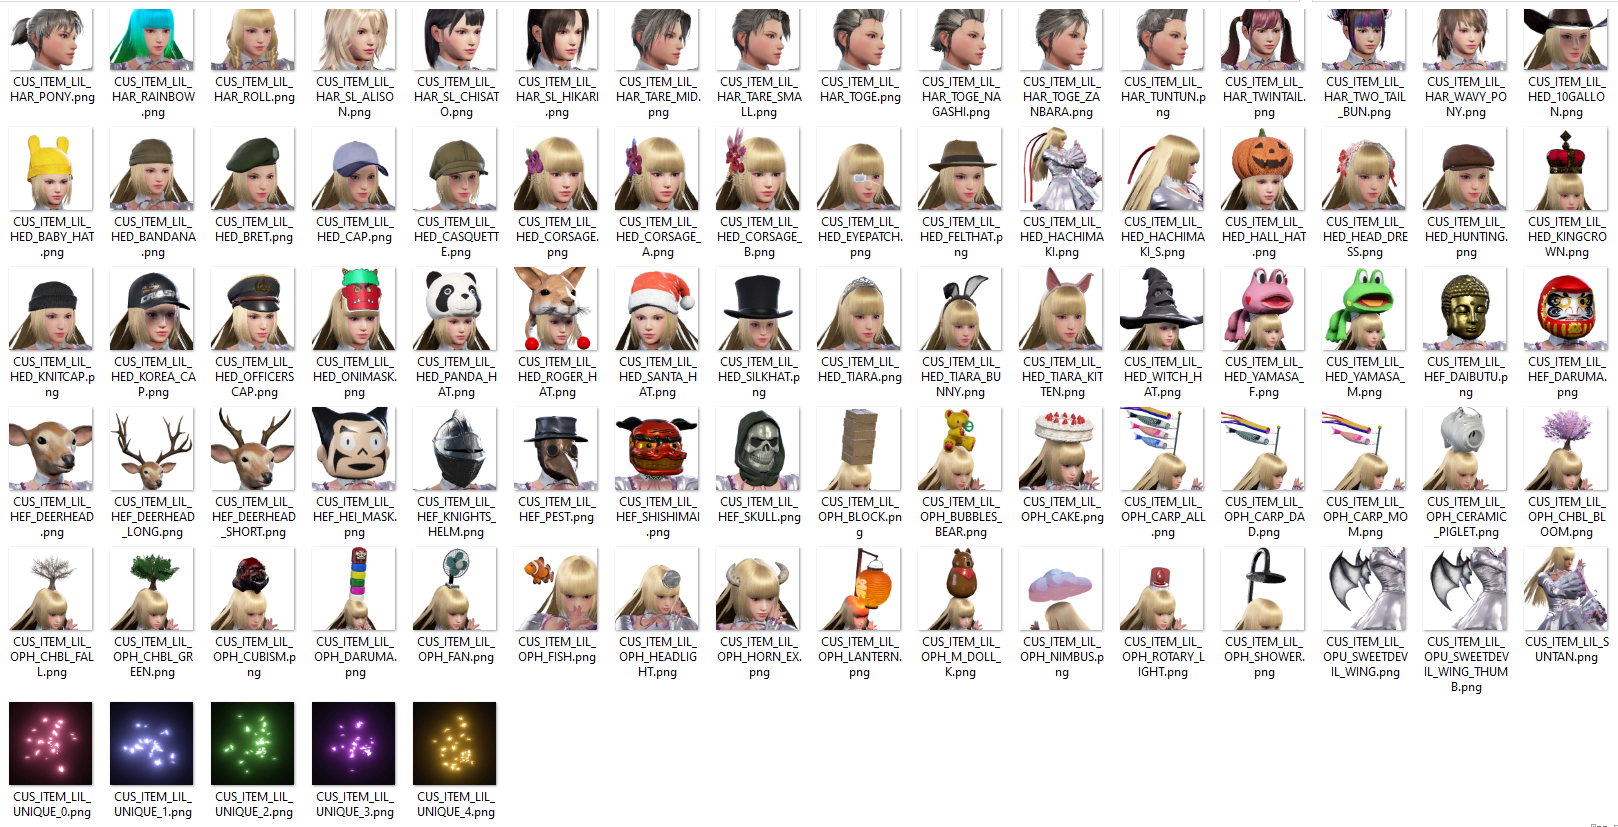 CUS_ITEM_LIL_
HAR_PONY.png
CUS_ITEM_LIL_
HAR_RAINBOW
.png
CUS_ITEM_LIL_
HAR_ROLL.png
CUS_ITEM_LIL_
HAR_SL_ALISO
N.png
CUS_ITEM_LIL_
HAR_SL_CHISAT
O.png
CUS_ITEM_LIL_
HAR_SL_HIKARI
.png
CUS_ITEM_LIL_
HAR_TARE_MID.
png
CUS_ITEM_LIL_
HAR_TARE_SMA
LL.png
CUS_ITEM_LIL_
HAR_TOGE.png
CUS_ITEM_LIL_
HAR_TOGE_NA
GASHI.png
CUS_ITEM_LIL_
HAR_TOGE_ZA
NBARA.png
CUS_ITEM_LIL_
HAR_TUNTUN.p
ng
CUS_ITEM_LIL_
HAR_TWINTAIL.
png
CUS_ITEM_LIL_
HAR_TWO_TAIL
_BUN.png
CUS_ITEM_LIL_
HAR_WAVY_PO
NY.png
CUS_ITEM_LIL_
HED_10GALLO
N.png
CUS_ITEM_LIL_
HED_BABY_HAT
.png
CUS_ITEM_LIL_
HED_BANDANA
.png
CUS_ITEM_LIL_
HED_BRET.png
CUS_ITEM_LIL_
HED_CAP.png
CUS_ITEM_LIL_
HED_CASQUETT
E.png
CUS_ITEM_LIL_
HED_CORSAGE.
png
CUS_ITEM_LIL_
HED_CORSAGE_
A.png
CUS_ITEM_LIL_
HED_CORSAGE_
B.png
CUS_ITEM_LIL_
HED_EYEPATCH.
png
CUS_ITEM_LIL_
HED_FELTHAT.p
ng
CUS_ITEM_LIL_
HED_HACHIMA
KI.png
CUS_ITEM_LIL_
HED_HACHIMA
KI_S.png
CUS_ITEM_LIL_
HED_HALL_HAT
.png
CUS_ITEM_LIL_
HED_HEAD_DRE
SS.png
CUS_ITEM_LIL_
HED_HUNTING.
png
CUS_ITEM_LIL_
HED_KINGCRO
WN.png
CUS_ITEM_LIL_
HED_KNITCAP.p
ng
CRASH
CUS_ITEM_LIL_
HED_KOREA_CA
P.png
CUS_ITEM_LIL_
HED_OFFICERS
CAP.png
CUS_ITEM_LIL_
HED_ONIMASK.
png
CUS_ITEM_LIL_
HED_PANDA_H
AT.png
CUS_ITEM_LIL_
HED_ROGER_H
AT.png
CUS_ITEM_LIL_
HED_SANTA_H
AT.png
CUS_ITEM_LIL_
HED_SILKHAT.p
ng
CUS_ITEM_LIL_
HED_TIARA.png
CUS_ITEM_LIL_
HED_TIARA_BU
NNY.png
CUS_ITEM_LIL_
HED_TIARA_KIT
TEN.png
CUS_ITEM_LIL_
HED_WITCH_H
AT.png
CUS_ITEM_LIL_
HED_YAMASA_
F.png
CUS_ITEM_LIL_
HED_YAMASA_
M.png
CUS_ITEM_LIL_
HEF_DAIBUTU.p
ng
CUS_ITEM_LIL_
HEF_DARUMA.
png
CUS_ITEM_LIL_
HEF_DEERHEAD
.png
CUS_ITEM_LIL_
HEF_DEERHEAD
_LONG.png
CUS_ITEM_LIL_
HEF_DEERHEAD
_SHORT.png
CUS_ITEM_LIL_
HEF_HEI_MASK.
png
CUS_ITEM_LIL_
HEF_KNIGHTS_
HELM.png
CUS_ITEM_LIL_
HEF_PEST.png
CUS_ITEM_LIL_
HEF_SHISHIMAI
.png
CUS_ITEM_LIL_
HEF_SKULL.png
CUS_ITEM_LIL_
OPH_BLOCK.pn
g
CUS_ITEM_LIL_
OPH_BUBBLES_
BEAR.png
CUS_ITEM_LIL_
OPH_CAKE.png
CUS_ITEM_LIL_
OPH_CARP_ALL
.png
CUS_ITEM_LIL_
OPH_CARP_DA
D.png
CUS_ITEM_LIL_
OPH_CARP_MO
M.png
CUS_ITEM_LIL_
OPH_CERAMIC
_PIGLET.png
CUS_ITEM_LIL_
OPH_CHBL_BL
OOM.png
CUS_ITEM_LIL_
OPH_CHBL_FAL
L.png
CUS_ITEM_LIL_
OPH_CHBL_GR
EEN.png
CUS_ITEM_LIL_
OPH_CUBISM.p
ng
CUS_ITEM_LIL_
OPH_DARUMA.
png
CUS_ITEM_LIL_
OPH_FAN.png
CUS_ITEM_LIL_
OPH_FISH.png
CUS_ITEM_LIL_
OPH_HEADLIG
HT.png
CUS_ITEM_LIL_
OPH_HORN_EX.
png
CUS_ITEM_LIL_
OPH_LANTERN.
png
CUS_ITEM_LIL_
OPH_M_DOLL_
K.png
CUS_ITEM_LIL_
OPH_NIMBUS.p
ng
CUS_ITEM_LIL_
OPH_ROTARY_L
IGHT.png
CUS_ITEM_LIL_
OPH_SHOWER.
png
CUS_ITEM_LIL_
OPU_SWEETDEV
IL_WING.png
CUS_ITEM_LIL_
OPU_SWEETDEV
IL_WING_THUM
B.png
CUS_ITEM_LIL_S
UNTAN.png
CUS_ITEM_LIL_
UNIQUE_0.png
CUS_ITEM_LIL_
UNIQUE_1.png
CUS_ITEM_LIL_
UNIQUE_2.png
CUS_ITEM_LIL_
UNIQUE_3.png
CUS_ITEM_LIL_
UNIQUE_4.png